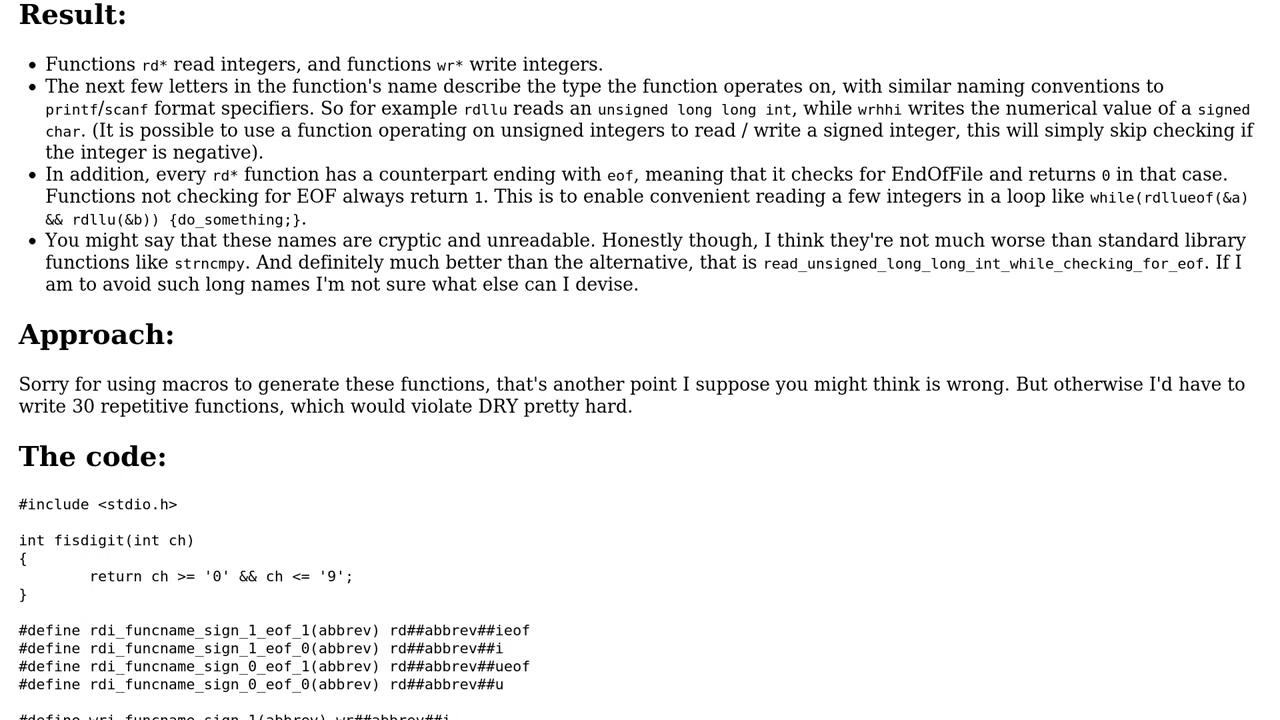 Result:
• Functions rd* read integers, and functions wr* write integers.
• The next few letters in the function's name describe the type the function operates on, with similar naming conventions to
printf/scanf format specifiers. So for example rdllu reads an unsigned long long int, while wrhhi writes the numerical value of a signed
char. (It is possible to use a function operating on unsigned integers to read / write a signed integer, this will simply skip checking if
the integer is negative).
• In addition, every rd* function has a counterpart ending with eof, meaning that it checks for EndOfFile and returns 0 in that case.
Functions not checking for EOF always return 1. This is to enable convenient reading a few integers in a loop like while(rdllueof(&a)
&& rdllu(&b)) {do_something;}.
• You might say that these names are cryptic and unreadable. Honestly though, I think they're not much worse than standard library
functions like strncmpy. And definitely much better than the alternative, that is read_unsigned_long_long_int_while_checking_for_eof. If I
am to avoid such long names I'm not sure what else can I devise.
Approach:
Sorry for using macros to generate these functions, that's another point I suppose you might think is wrong. But otherwise I'd have to
write 30 repetitive functions, which would violate DRY pretty hard.
The code:
#include <stdio.h>
int fisdigit(int ch)
{
return ch >= '0' && ch <= '9';
}
#define rdi_funcname_sign_1_eof_1(abbrev) rd##abbrev##ieof
#define rdi_funcname_sign_1_eof_0(abbrev) rd##abbrev##i
#define rdi_funcname_sign_0_eof_1(abbrev) rd##abbrev##ueof
#define rdi_funcname_sign_0_eof_0(abbrev) rd##abbrev##u
#define wri_funcname_sign_1(abbrev) wr##abbrev##i